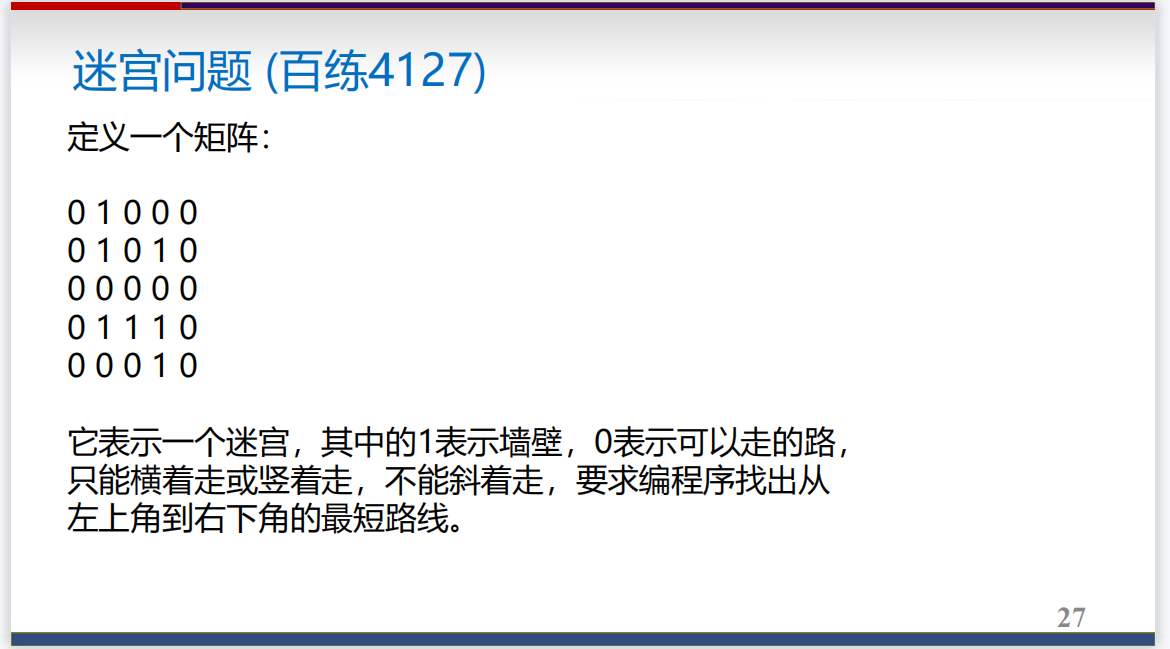 迷宫问题 (百练4127)
定义一个矩阵：
0 1 0 0 0
0 1 0 1 0
0 0 0 0 0
0 1 1 1 0
0 0 0 1 0
它表示一个迷宫，其中的1表示墙壁，0表示可以走的路，
只能横着走或竖着走，不能斜着走，要求编程序找出从
左上角到右下角的最短路线。
27